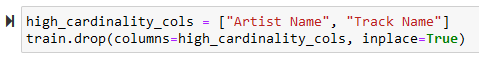 high_cardinality_cols = ["Artist Name", "Track Name"]
train.drop(columns=high_cardinality_cols, inplace=True)